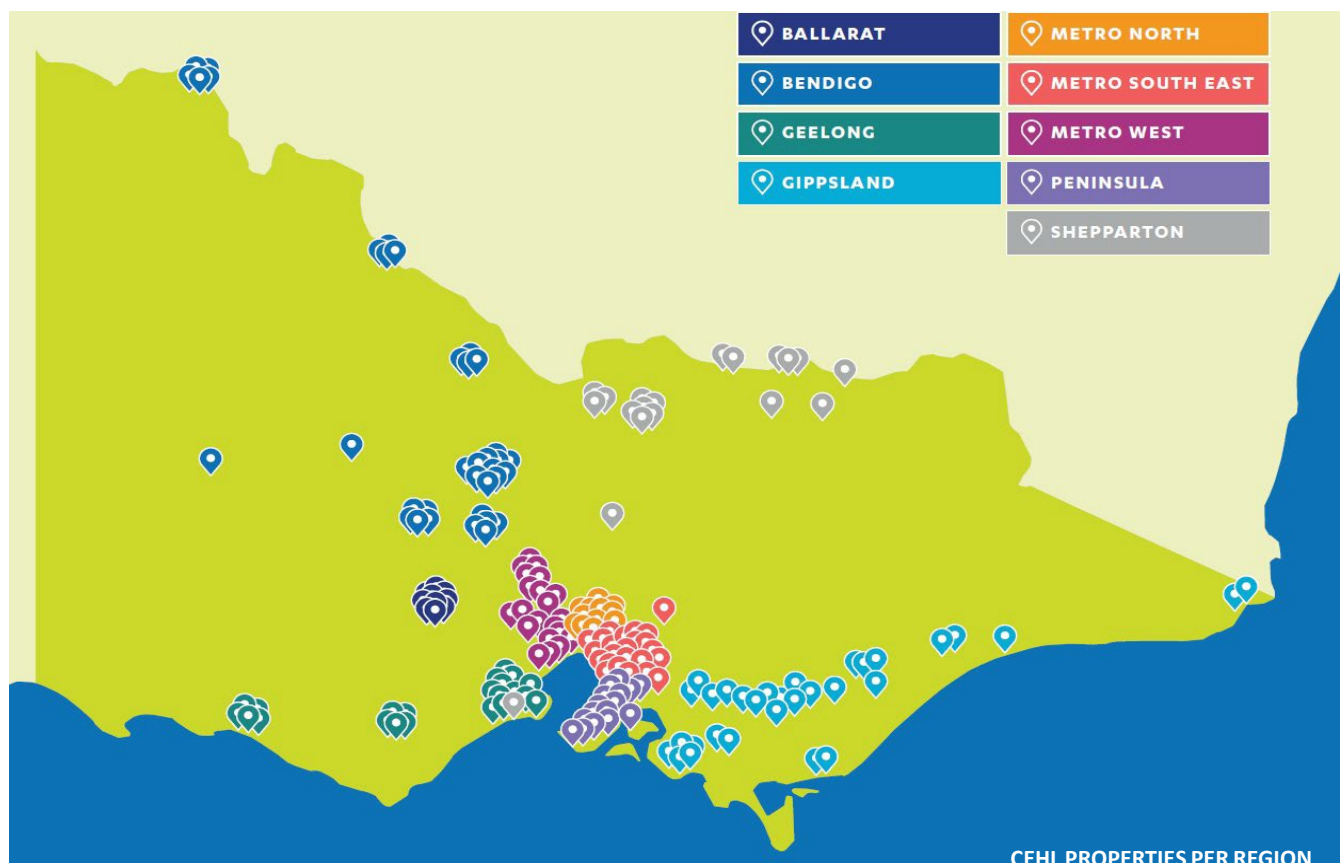 BALLARAT
METRO NORTH
BENDIGO
METRO SOUTH EAST
GEELONG
METRO WEST
GIPPSLAND
PENINSULA
SHEPPARTON
CEHL PROPERTIES PER REGION